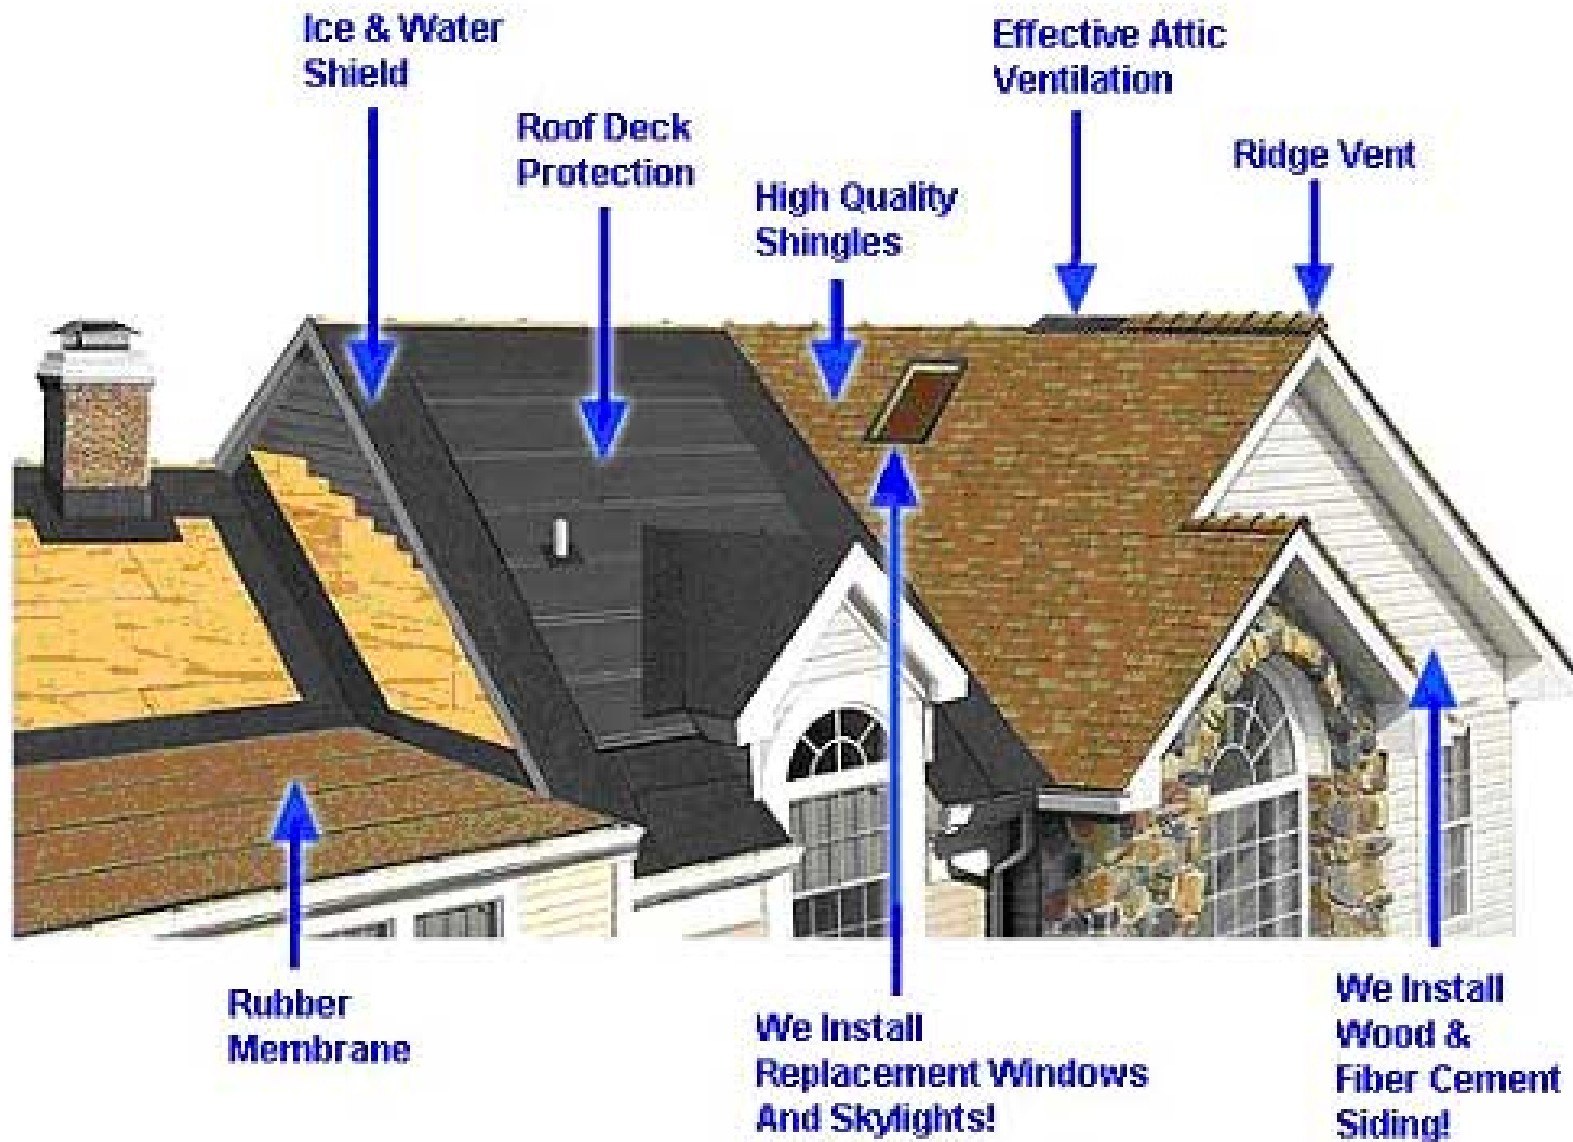 Ice & Water
Shield
Effective Attic
Ventilation
Roof Deck
Protection
Ridge Vent
High Quality
Shingles
Rubber
Membrane
We Install
Replacement Windows
And Skylights!
We Install
Wood &
Fiber Cement
Siding!